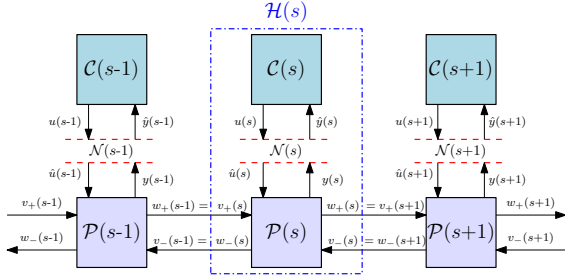 H(s)
C(s-1) C(s) C(s+1)
u(s-1) ŷ(s-1) u(s) ŷ(s) u(s+1) ŷ(s+1)
N(s-1) N(s) N(s+1)
û(s-1) y(s-1) û(s) y(s) û(s+1) y(s+1)
v₊(s-1) w₊(s-1) = v₊(s) w₊(s) = v₊(s+1) w₊(s+1)
P(s-1) P(s) P(s+1)
w₋(s-1) v₋(s-1) = w₋(s) v₋(s) = w₋(s+1) v₋(s+1)